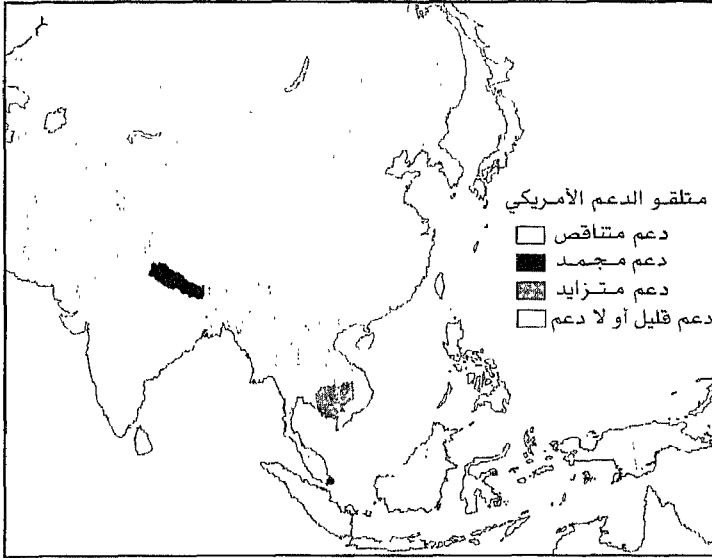 متلقو الدعم الأمريكي
دعم متناقص
دعم مجمد
دعم متزايد
دعم قليل أو لا دعم